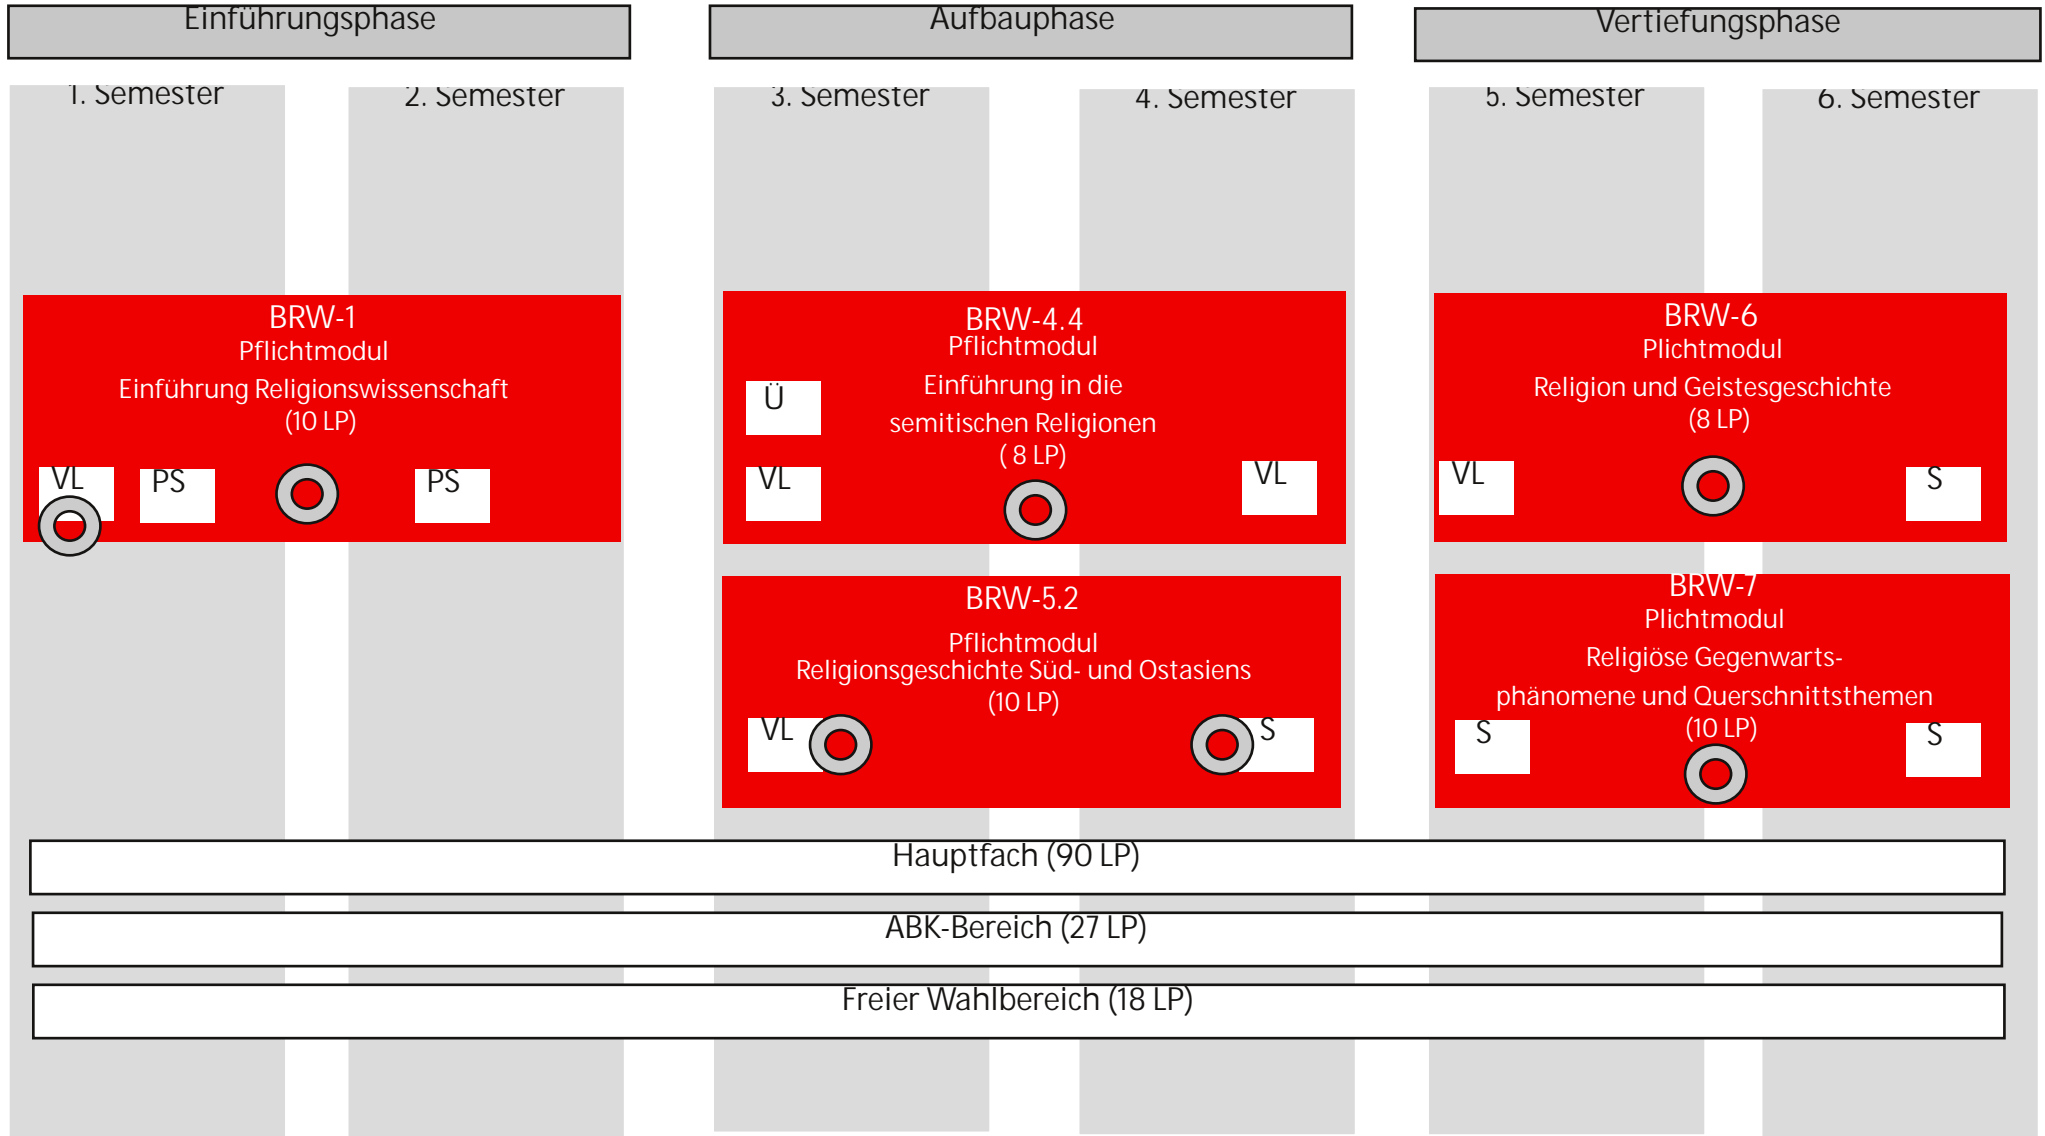 Einführungsphase
Aufbauphase
Vertiefungsphase
1. Semester
2. Semester
3. Semester
4. Semester
5. Semester
6. Semester
BRW-1
Pflichtmodul
Einführung Religionswissenschaft
(10 LP)
VL
PS
PS
BRW-4.4
Pflichtmodul
Einführung in die
semitischen Religionen
( 8 LP)
Ü
VL
VL
BRW-5.2
Pflichtmodul
Religionsgeschichte Süd- und Ostasiens
(10 LP)
VL
S
BRW-6
Plichtmodul
Religion und Geistesgeschichte
(8 LP)
VL
S
BRW-7
Plichtmodul
Religiöse Gegenwarts-
phänomene und Querschnittsthemen
(10 LP)
S
S
Hauptfach (90 LP)
ABK-Bereich (27 LP)
Freier Wahlbereich (18 LP)